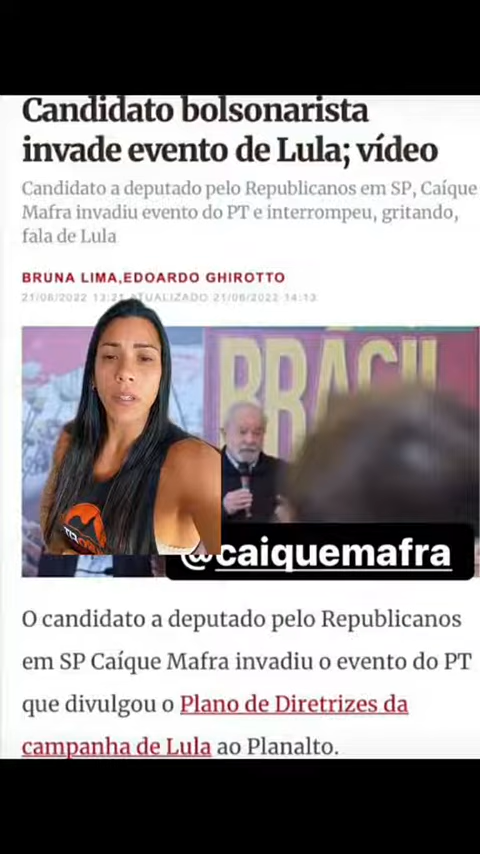 Candidato bolsonarista
invade evento de Lula; vídeo
Candidato a deputado pelo Republicanos em SP, Caíque
Mafra invadiu evento do PT e interrompeu, gritando,
fala de Lula
BRUNA LIMA,EDOARDO GHIROTTO
21/06/2022 13:21 ATUALIZADO 21/06/2022 14:13
BRASIL
@caiquemafra
O candidato a deputado pelo Republicanos
em SP Caíque Mafra invadiu o evento do PT
que divulgou o Plano de Diretrizes da
campanha de Lula ao Planalto.